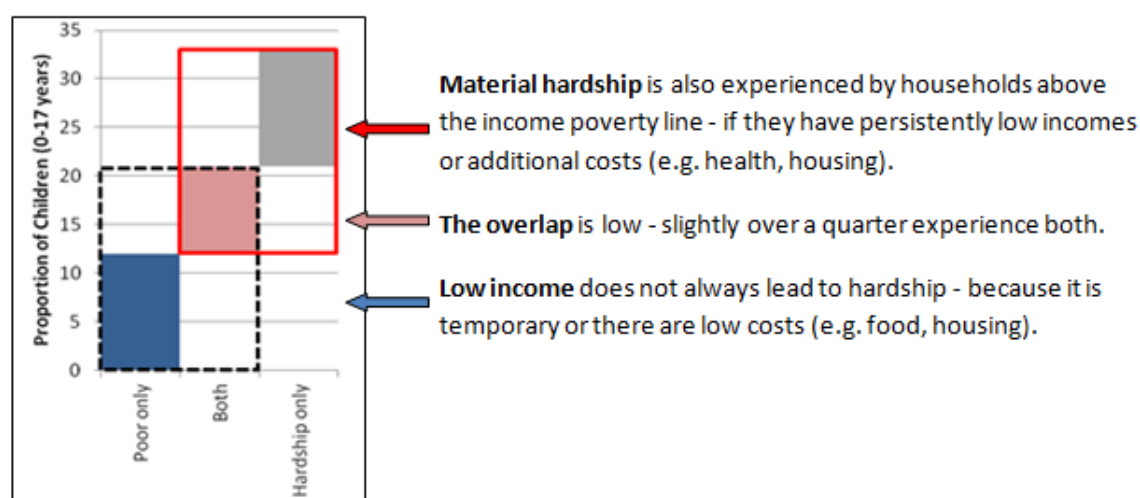 Proportion of Children (0-17 years)
35
30
25
20
15
10
5
0
Poor only
Both
Hardship only
Material hardship is also experienced by households above
the income poverty line - if they have persistently low incomes
or additional costs (e.g. health, housing).
The overlap is low - slightly over a quarter experience both.
Low income does not always lead to hardship - because it is
temporary or there are low costs (e.g. food, housing).